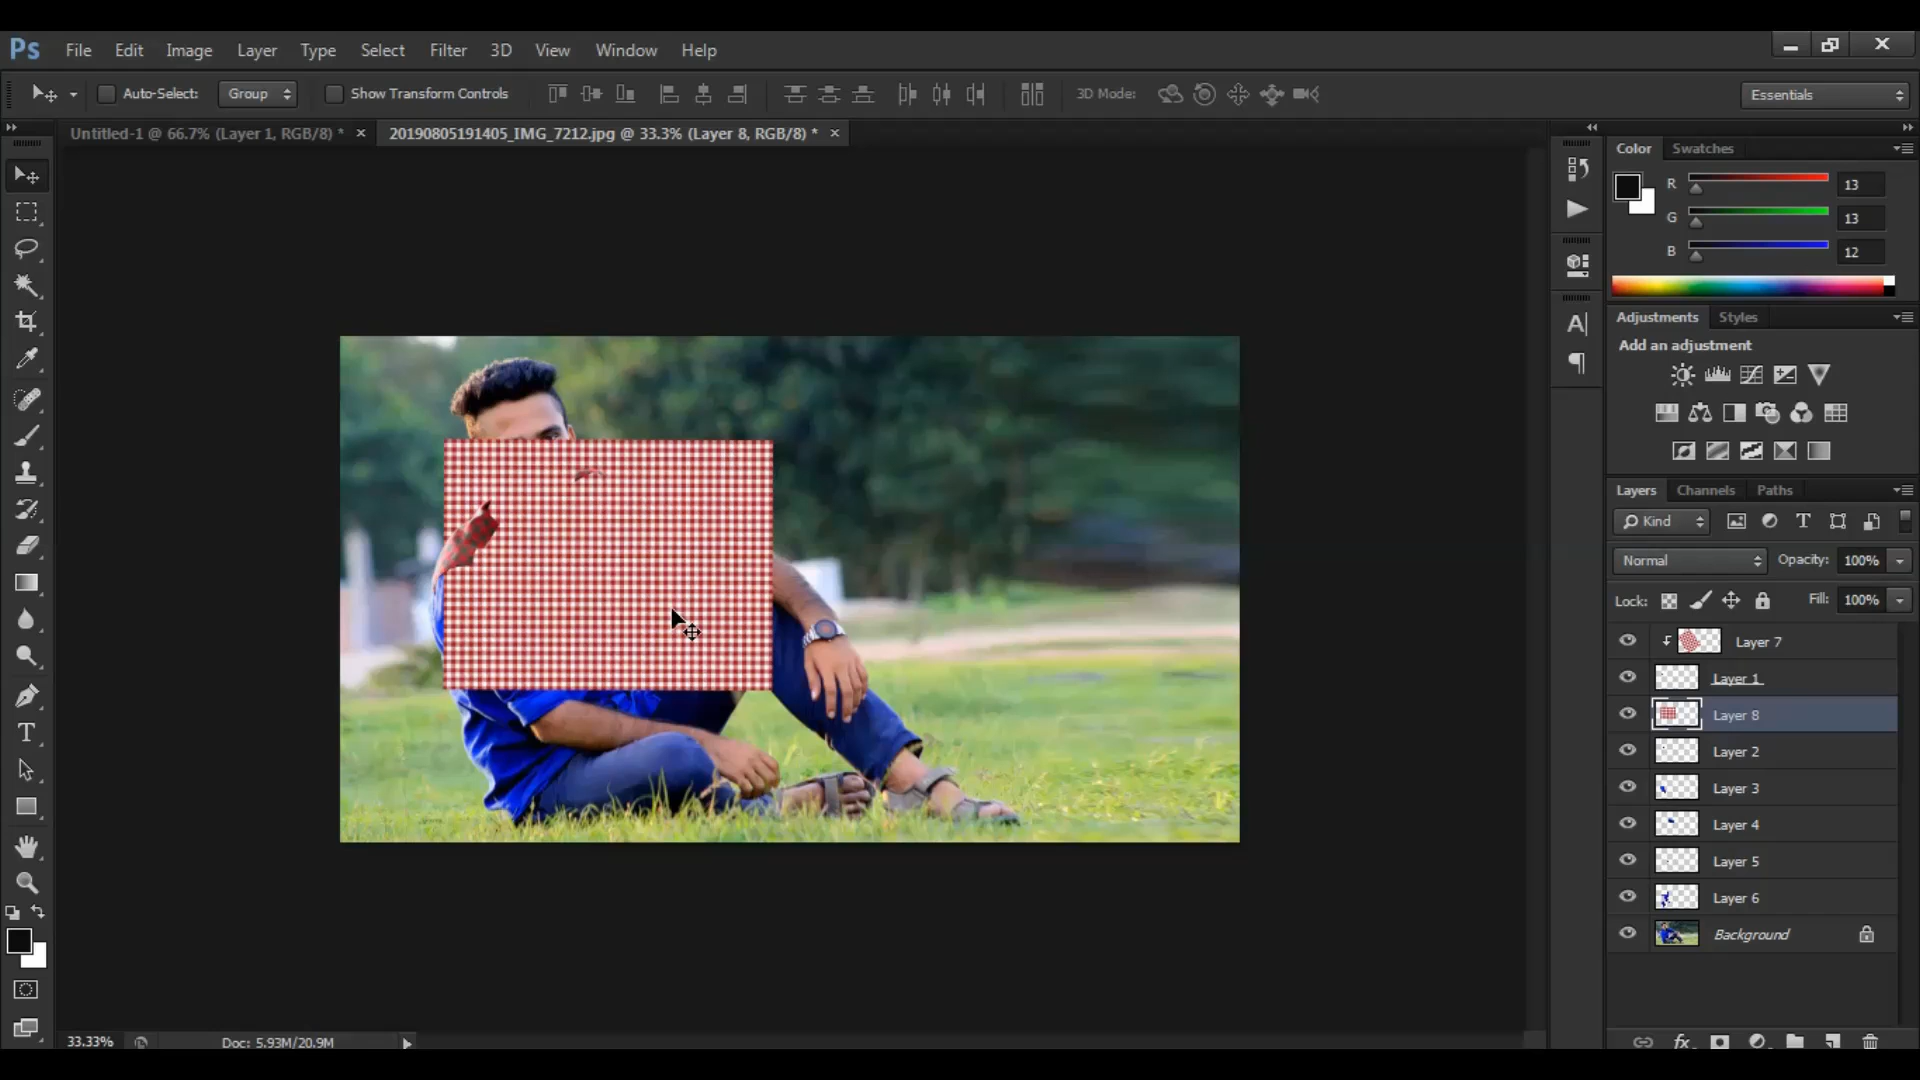 Ps File Edit Image Layer Type Select Filter 3D View Window Help
Auto-Select: Group Show Transform Controls 3D Mode: Essentials
Untitled-1 @ 66.7% (Layer 1, RGB/8) * 20190805191405_IMG_7212.jpg @ 33.3% (Layer 8, RGB/8) *
Color Swatches
R 13
G 13
B 12
Adjustments Styles
Add an adjustment
Layers Channels Paths
Kind
Normal Opacity: 100%
Lock: Fill: 100%
Layer 7
Layer 1
Layer 8
Layer 2
Layer 3
Layer 4
Layer 5
Layer 6
Background
33.33% Doc: 5.93M/20.9M